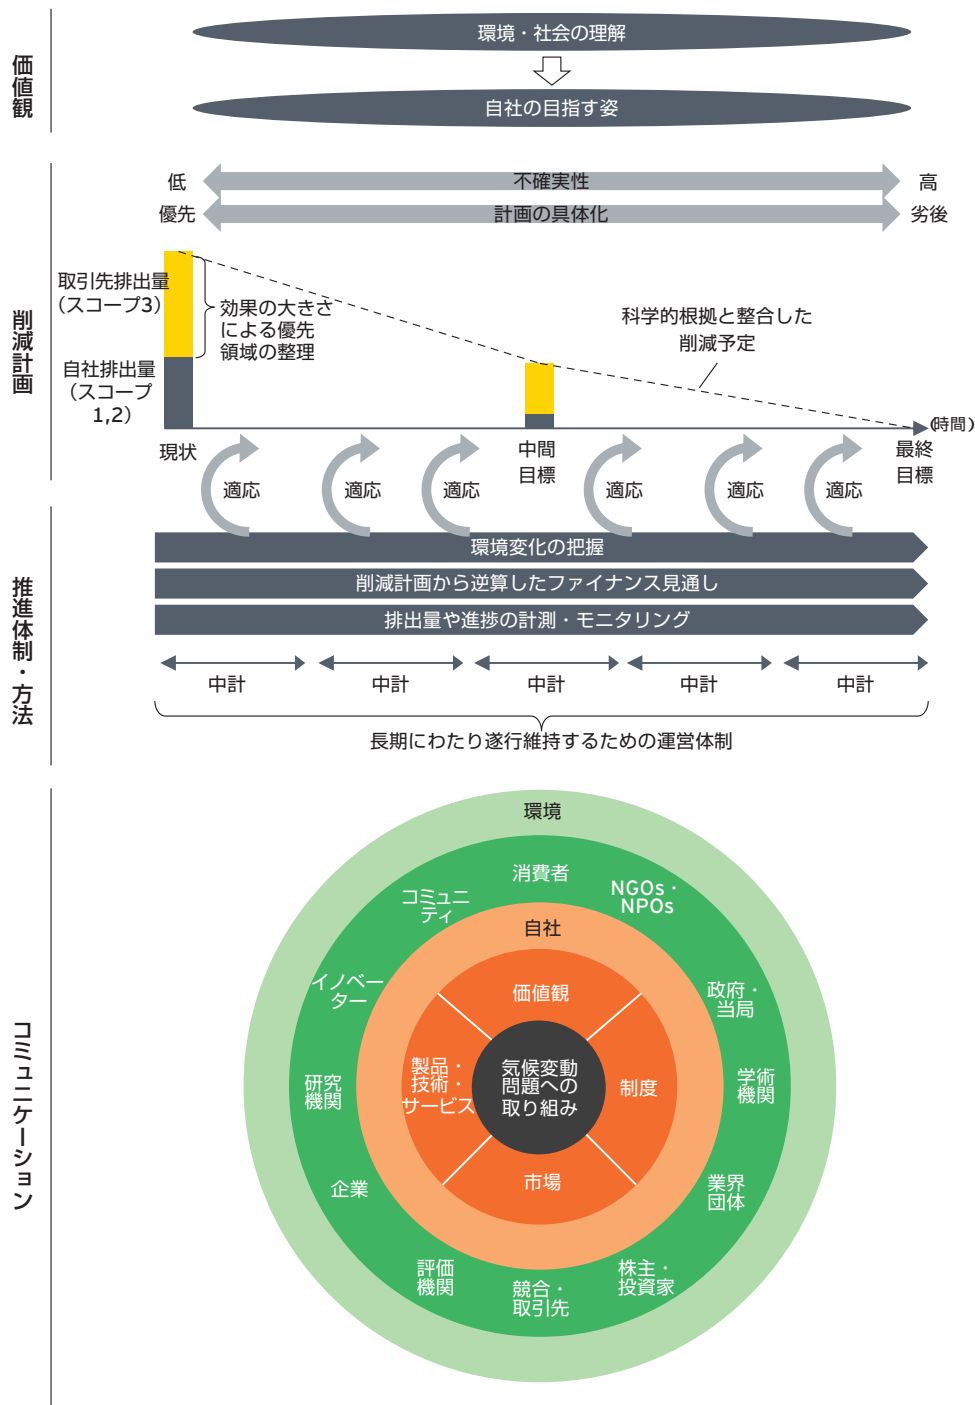 価値観
環境・社会の理解
自社の目指す姿
削減計画
低
不確実性
高
優先
計画の具体化
劣後
取引先排出量
（スコープ3）
自社排出量
（スコープ
1,2）
効果の大きさ
による優先
領域の整理
科学的根拠と整合した
削減予定
（時間）
現状
中間
目標
最終
目標
適応
適応
適応
適応
適応
適応
推進体制・方法
環境変化の把握
削減計画から逆算したファイナンス見通し
排出量や進捗の計測・モニタリング
中計
中計
中計
中計
中計
長期にわたり遂行維持するための運営体制
コミュニケーション
環境
消費者
NGOs・
NPOs
コミュニ
ティ
自社
イノベー
ター
価値観
政府・
当局
研究
機関
製品・
技術・
サービス
気候変動
問題への
取り組み
制度
学術
機関
企業
市場
業界
団体
評価
機関
競合・
取引先
株主・
投資家